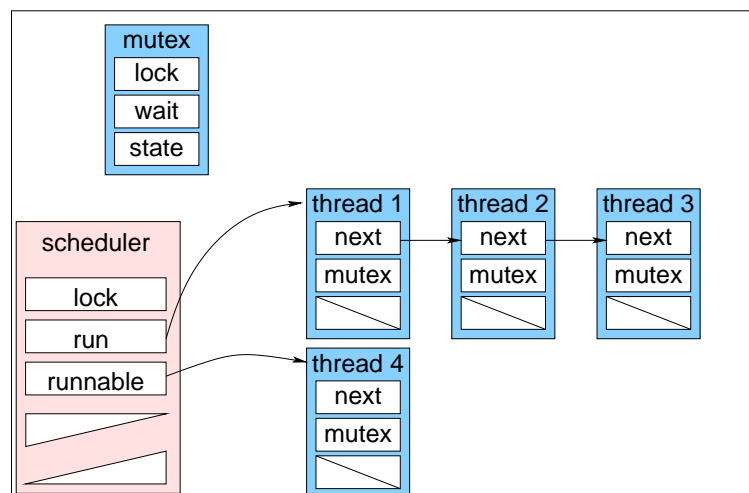 mutex
lock
wait
state
scheduler
lock
run
runnable
thread 1
next
mutex
thread 2
next
mutex
thread 3
next
mutex
thread 4
next
mutex